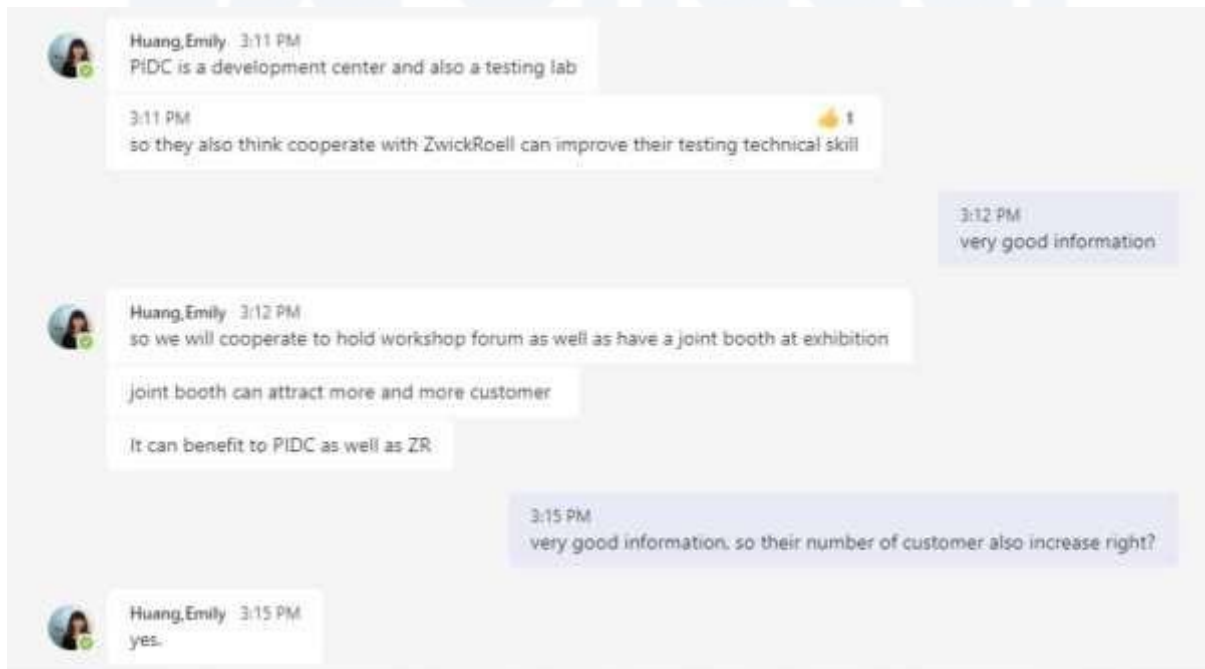 Huang,Emily 3:11 PM
PIDC is a development center and also a testing lab
3:11 PM
1
so they also think cooperate with ZwickRoell can improve their testing technical skill
3:12 PM
very good information
Huang,Emily 3:12 PM
so we will cooperate to hold workshop forum as well as have a joint booth at exhibition
joint booth can attract more and more customer
It can benefit to PIDC as well as ZR
3:15 PM
very good information, so their number of customer also increase right?
Huang,Emily 3:15 PM
yes.